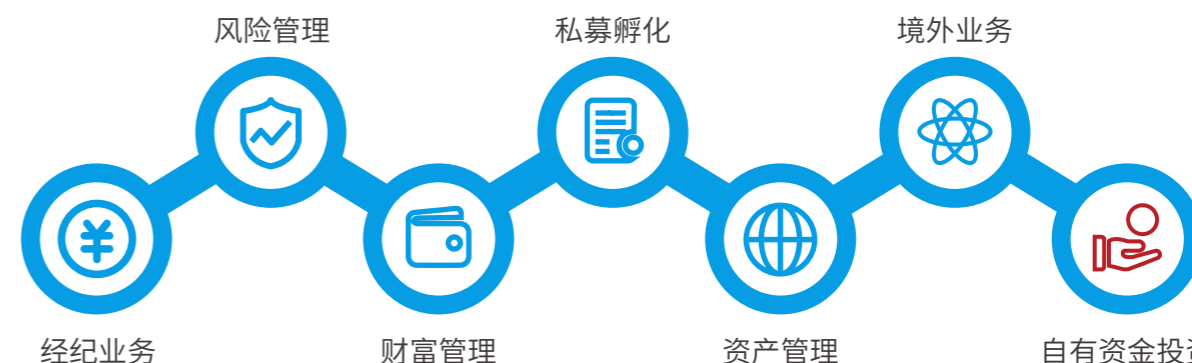 风险管理
私募孵化
境外业务
经纪业务
财富管理
资产管理
自有资金投